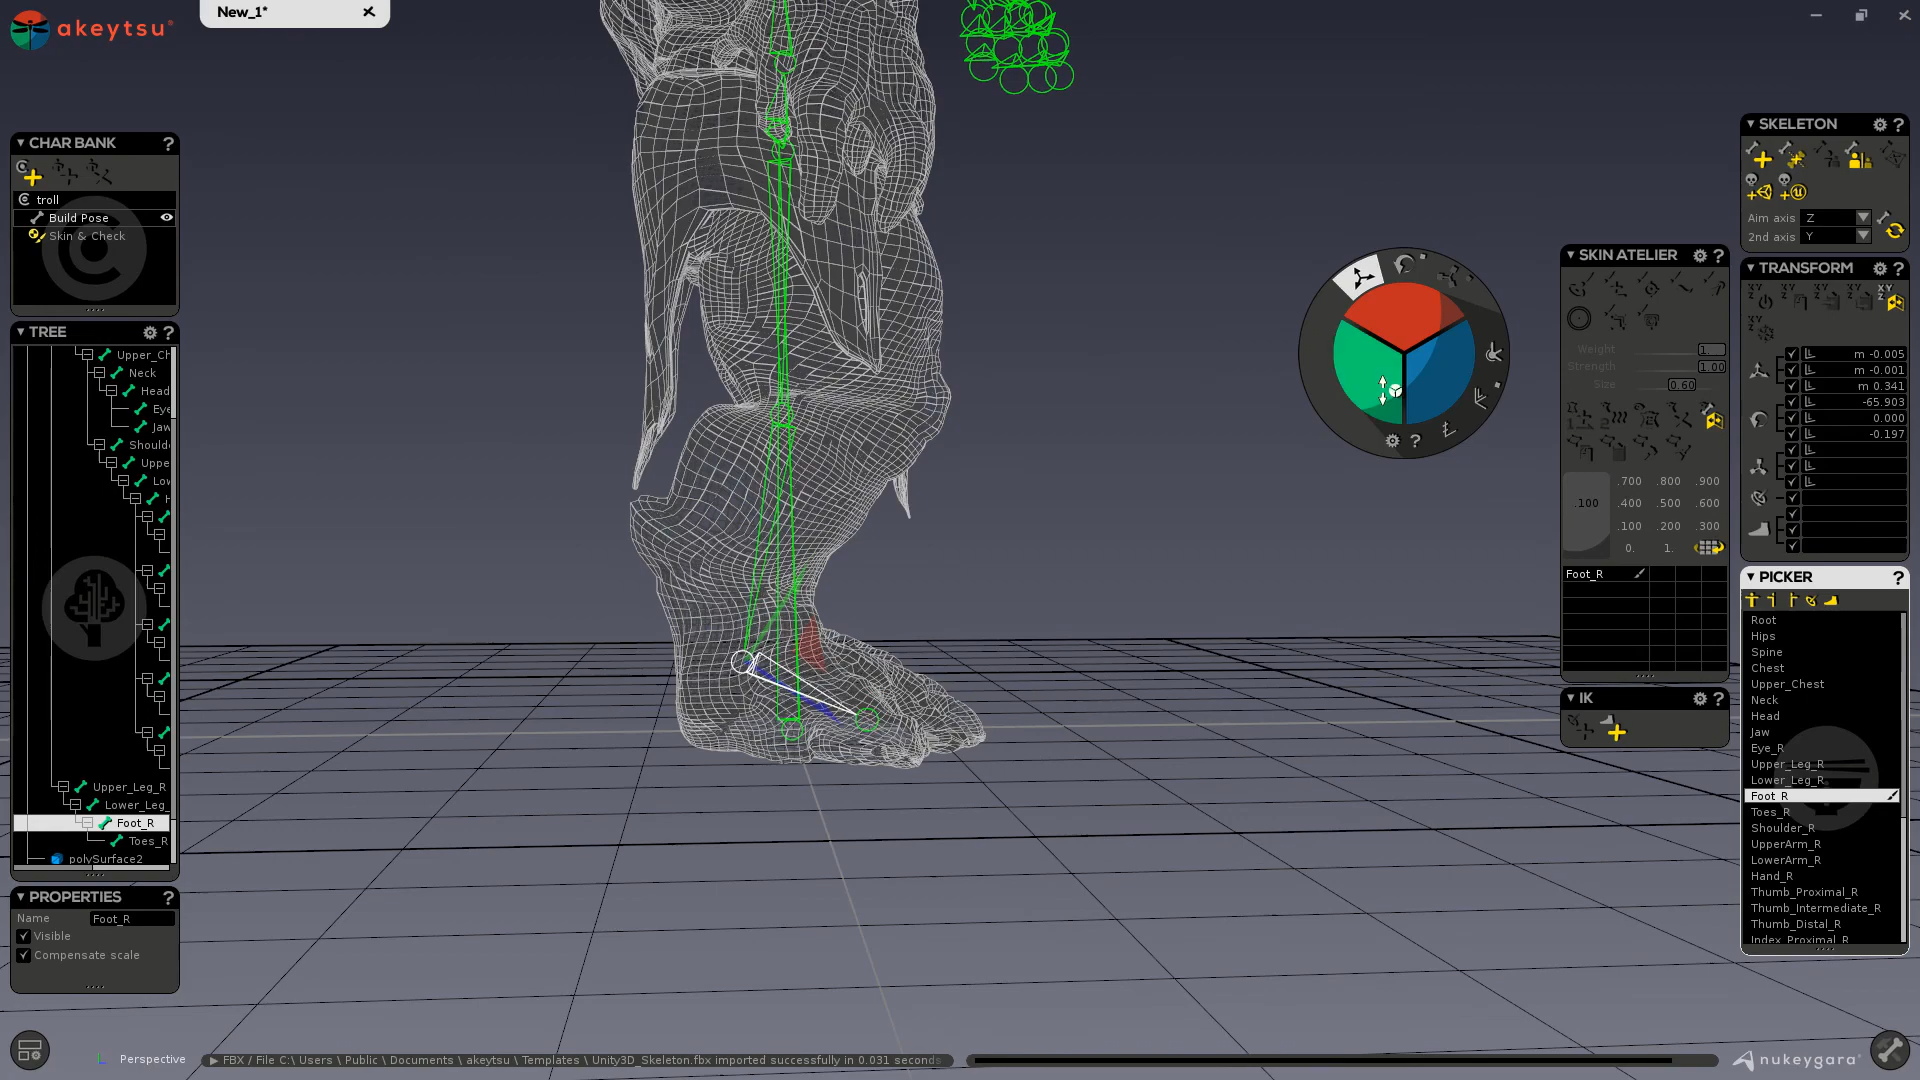 akeytsu
New_1*
CHAR BANK
?
troll
Build Pose
Skin & Check
TREE
?
Upper_Ch
Neck
Head
Eye
Jaw
Should
Uppe
Lo
Upper_Leg_R
Lower_Leg_
Foot_R
Toes_R
polySurface2
PROPERTIES
?
Name
Foot_R
Visible
Compensate scale
Perspective
▶ FBX / File C:\ Users \ Public \ Documents \ akeytsu \ Templates \ Unity3D_Skeleton.fbx imported successfully in 0.031 seconds
?
SKIN ATELIER
?
Weight
1.
Strength
1.00
Size
0.60
.100
.700 .800 .900
.400 .500 .600
.100 .200 .300
0. 1.
Foot_R
IK
?
SKELETON
?
Aim axis
Z
2nd axis
Y
TRANSFORM
?
m -0.005
m -0.001
m 0.341
-65.903
0.000
-0.197
PICKER
?
Root
Hips
Spine
Chest
Upper_Chest
Neck
Head
Jaw
Eye_R
Upper_Leg_R
Lower_Leg_R
Foot_R
Toes_R
Shoulder_R
UpperArm_R
LowerArm_R
Hand_R
Thumb_Proximal_R
Thumb_Intermediate_R
Thumb_Distal_R
Index_Proximal_R
nukeygara